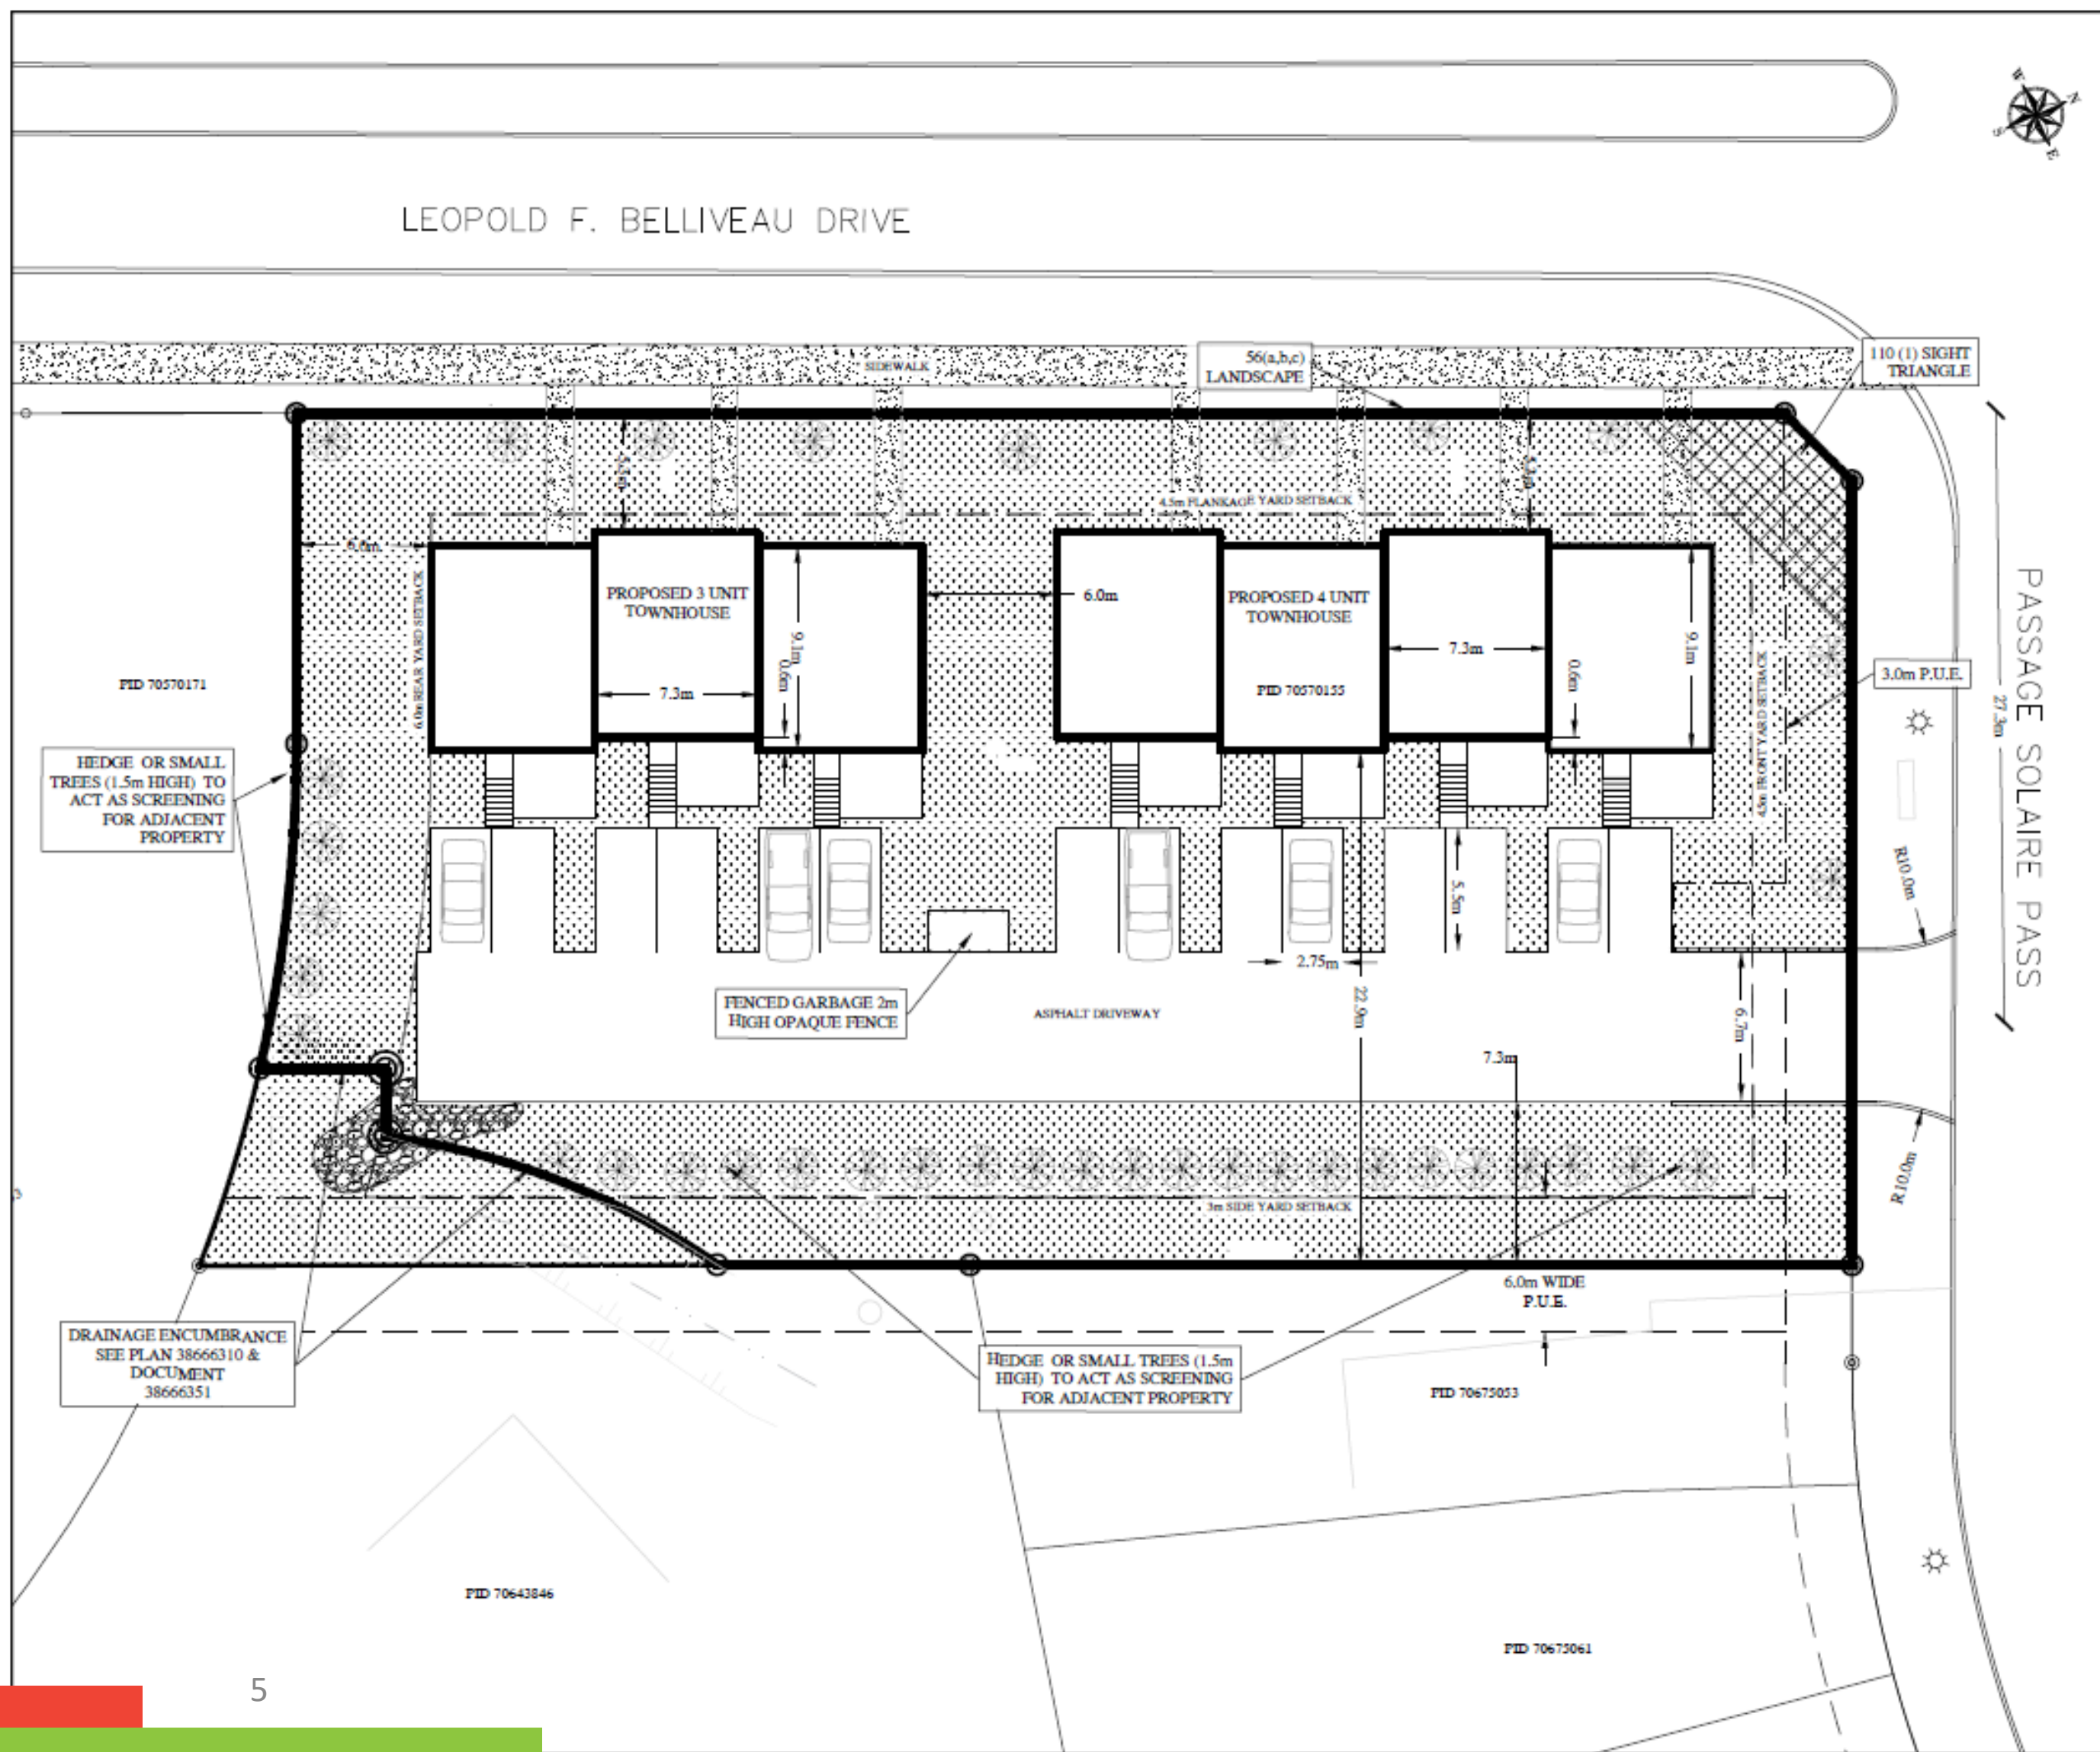 W
N
S
E
LEOPOLD F. BELLIVEAU DRIVE
SIDEWALK
56(a,b,c)
LANDSCAPE
110 (1) SIGHT
TRIANGLE
4.5m FLANKAGE YARD SETBACK
6.0m
6.0m REAR YARD SETBACK
PROPOSED 3 UNIT
TOWNHOUSE
7.3m
9.1m
0.6m
6.0m
PROPOSED 4 UNIT
TOWNHOUSE
PID 70570155
7.3m
0.6m
9.1m
4.5m FRONT YARD SETBACK
3.0m P.U.E.
27.3m
PASSAGE SOLAIRE PASS
PID 70570171
HEDGE OR SMALL
TREES (1.5m HIGH) TO
ACT AS SCREENING
FOR ADJACENT
PROPERTY
5.5m
R10.0m
2.75m
FENCED GARBAGE 2m
HIGH OPAQUE FENCE
ASPHALT DRIVEWAY
22.9m
6.7m
7.3m
R10.0m
3m SIDE YARD SETBACK
6.0m WIDE
P.U.E.
DRAINAGE ENCUMBRANCE
SEE PLAN 38666310 &
DOCUMENT
38666351
HEDGE OR SMALL TREES (1.5m
HIGH) TO ACT AS SCREENING
FOR ADJACENT PROPERTY
PID 70675053
PID 70643846
PID 70675061
5